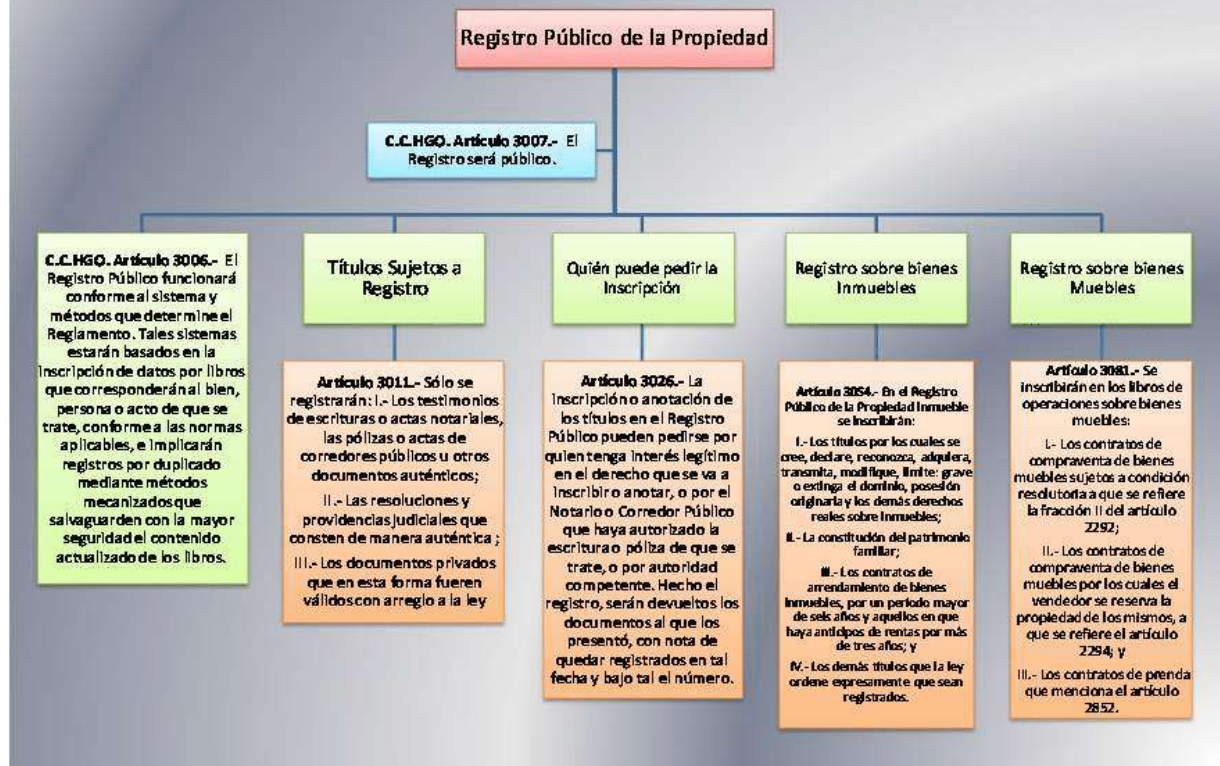 Registro Público de la Propiedad
C.C.HGO. Artículo 3007.- El
Registro será público.
C.C.HGO. Artículo 3006.- El
Registro Público funcionará
conforme al sistema y
métodos que determine el
Reglamento. Tales sistemas
estarán basados en la
inscripción de datos por libros
que corresponderán al bien,
persona o acto de que se
trate, conforme a las normas
aplicables, e implicarán
registros por duplicado
mediante métodos
mecanizados que
salvaguarden con la mayor
seguridad el contenido
actualizado de los libros.
Títulos Sujetos a
Registro
Artículo 3011.- Sólo se
registrarán: I.- Los testimonios
de escrituras o actas notariales,
las pólizas o actas de
corredores públicos u otros
documentos auténticos;
II.- Las resoluciones y
providencias judiciales que
consten de manera auténtica ;
III.- Los documentos privados
que en esta forma fueren
válidos con arreglo a la ley
Quién puede pedir la
Inscripción
Artículo 3026.- La
inscripción o anotación de
los títulos en el Registro
Público pueden pedirse por
quien tenga interés legítimo
en el derecho que se va a
inscribir o anotar, o por el
Notario o Corredor Público
que haya autorizado la
escritura o póliza de que se
trate, o por autoridad
competente. Hecho el
registro, serán devueltos los
documentos al que los
presentó, con nota de
quedar registrados en tal
fecha y bajo tal el número.
Registro sobre bienes
Inmuebles
Artículo 3054.- En el Registro
Público de la Propiedad Inmueble
se inscribirán:
I.- Los títulos por los cuales se
cree, declare, reconozca, adquiera,
transmita, modifique, limite: grave
o extinga el dominio, posesión
originaria y los demás derechos
reales sobre inmuebles;
II.- La constitución del patrimonio
familiar;
III.- Los contratos de
arrendamiento de bienes
inmuebles, por un período mayor
de seis años y aquellos en que
haya anticipos de rentas por más
de tres años; y
IV.- Los demás títulos que la ley
ordene expresamente que sean
registrados.
Registro sobre bienes
Muebles
Artículo 3081.- Se
inscribirán en los libros de
operaciones sobre bienes
muebles:
I.- Los contratos de
compraventa de bienes
muebles sujetos a condición
resolutoria a que se refiere
la fracción II del artículo
2292;
II.- Los contratos de
compraventa de bienes
muebles por los cuales el
vendedor se reserva la
propiedad de los mismos, a
que se refiere el artículo
2294; y
III.- Los contratos de prenda
que menciona el artículo
2852.